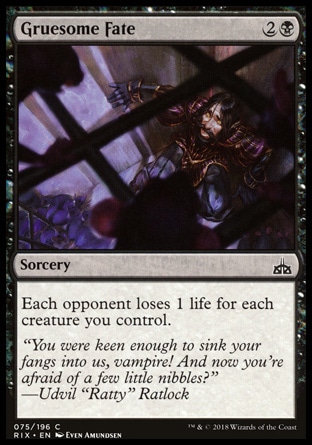 Gruesome Fate 2
Sorcery
Each opponent loses 1 life for each
creature you control.
“You were keen enough to sink your
fangs into us, vampire! And now you’re
afraid of a few little nibbles?”
—Udvil “Ratty” Ratlock
075/196 C
RIX • EN Even Amundsen
™ & © 2018 Wizards of the Coast